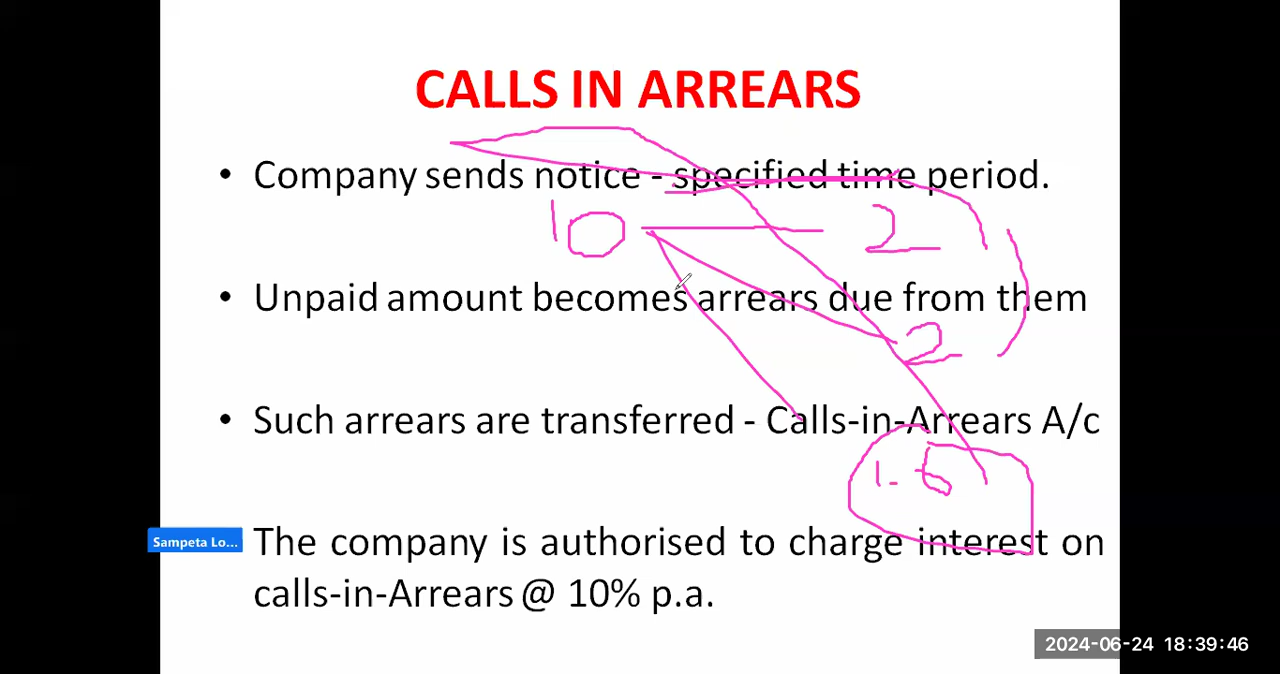 CALLS IN ARREARS
• Company sends notice - specified time period.
10 2
• Unpaid amount becomes arrears due from them
2
• Such arrears are transferred - Calls-in-Arrears A/c
1.5
Sampeta Lo...
The company is authorised to charge interest on
calls-in-Arrears @ 10% p.a.
2024-06-24 18:39:46